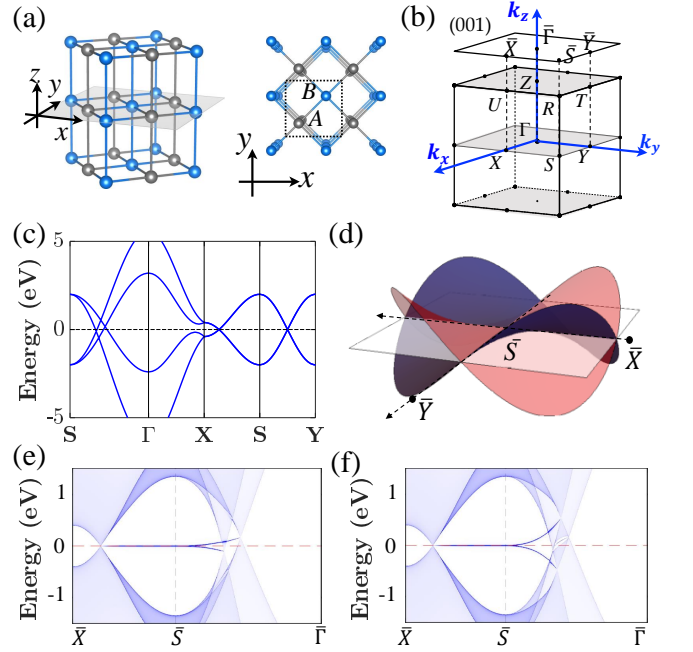 (a)
z
y
x
B
A
y
x
(b)
k_z
(001)
Γ̄
X̄
Ȳ
S̄
Z
U
R
T
Γ
k_x
k_y
X
S
Y
(c)
5
Energy (eV)
0
-5
S Γ X S Y
(d)
S̄
X̄
Ȳ
(e)
1
Energy (eV)
0
-1
X̄ S̄ Γ̄
(f)
1
Energy (eV)
0
-1
X̄ S̄ Γ̄